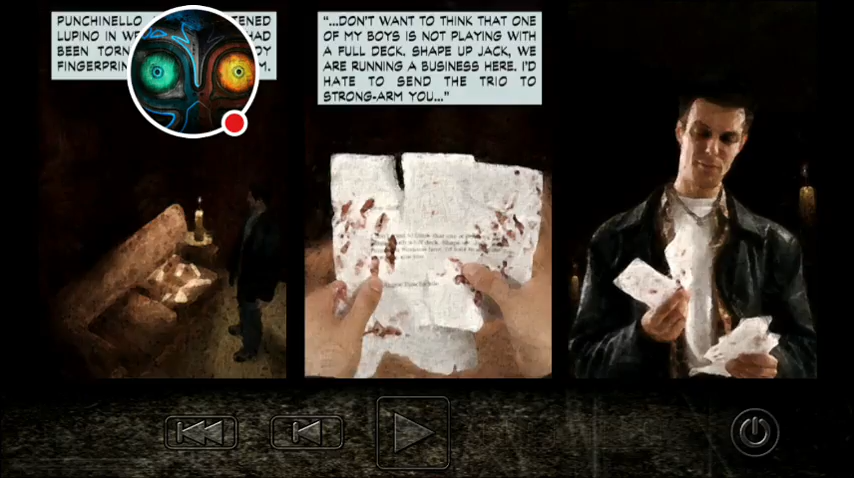 PUNCHINELLO
LUPINO IN HAD
BEEN TORN
FINGERPRIN
"...DON'T WANT TO THINK THAT ONE
OF MY BOYS IS NOT PLAYING WITH
A FULL DECK. SHAPE UP JACK, WE
ARE RUNNING A BUSINESS HERE. I'D
HATE TO SEND THE TRIO TO
STRONG-ARM YOU..."